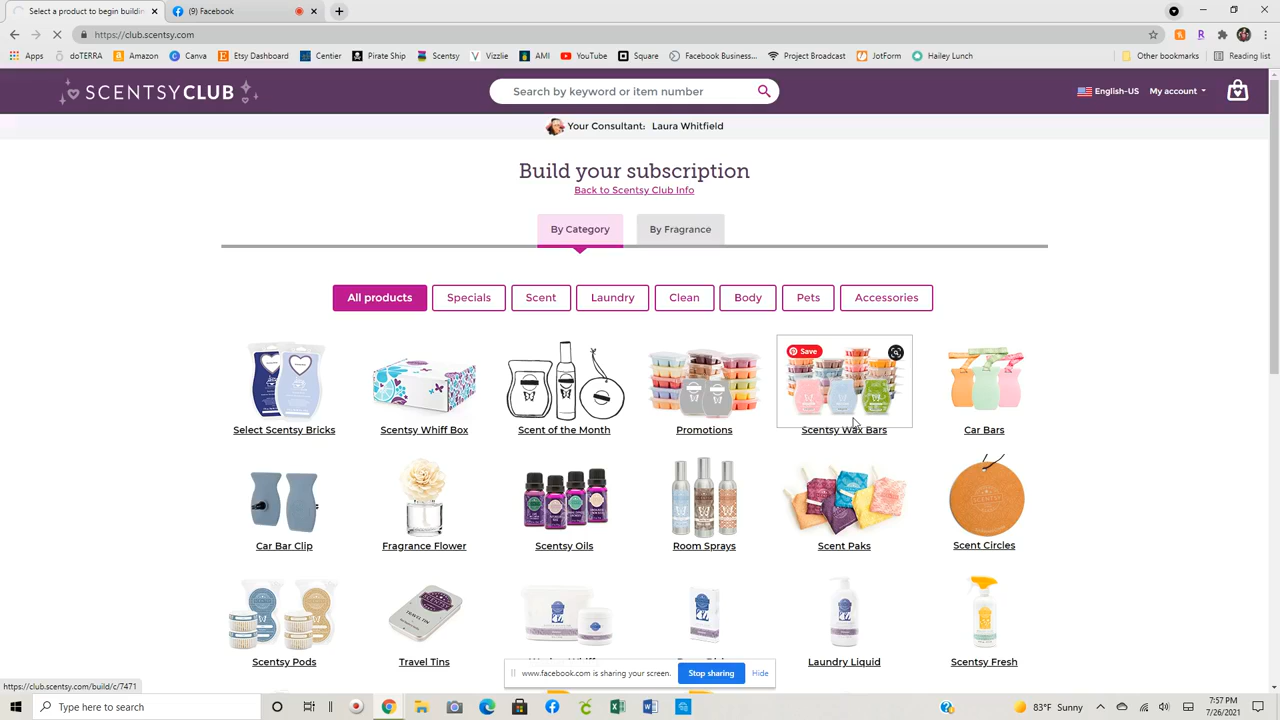 Select a product to begin buildin
(3) Facebook
https://club.scentsy.com
Apps
doTERRA
Amazon
Canva
Etsy Dashboard
Centier
Pirate Ship
Scentsy
Vizzlie
AMI
YouTube
Square
Facebook Business...
Project Broadcast
JotForm
Hailey Lunch
Other bookmarks
Reading list
SCENTSYCLUB
Search by keyword or item number
English-US
My account
Your Consultant: Laura Whitfield
Build your subscription
Back to Scentsy Club Info
By Category
By Fragrance
All products
Specials
Scent
Laundry
Clean
Body
Pets
Accessories
Save
Select Scentsy Bricks
Scentsy Whiff Box
Scent of the Month
Promotions
Scentsy Wax Bars
Car Bars
Car Bar Clip
Fragrance Flower
Scentsy Oils
Room Sprays
Scent Paks
Scent Circles
TRAVEL TIN
Scentsy Pods
Travel Tins
Laundry Liquid
Scentsy Fresh
www.facebook.com is sharing your screen.
Stop sharing
Hide
https://club.scentsy.com/build/c/7471
Type here to search
83°F Sunny
7:57 PM
7/26/2021